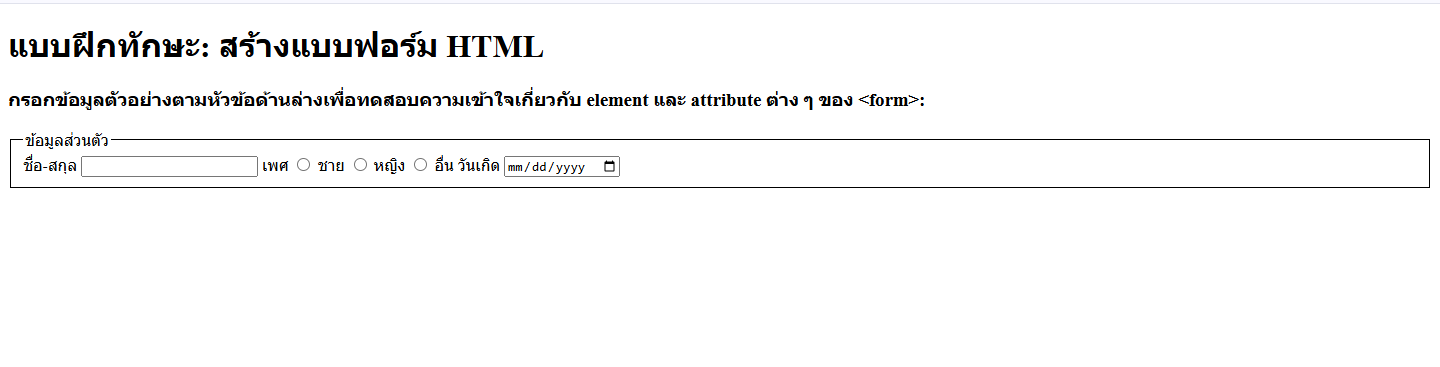 แบบฝึกทักษะ: สร้างแบบฟอร์ม HTML
กรอกข้อมูลตัวอย่างตามหัวข้อด้านล่างเพื่อทดสอบความเข้าใจเกี่ยวกับ element และ attribute ต่าง ๆ ของ <form>:
ข้อมูลส่วนตัว
ชื่อ-สกุล เพศ ชาย หญิง อื่น วันเกิด mm/dd/yyyy